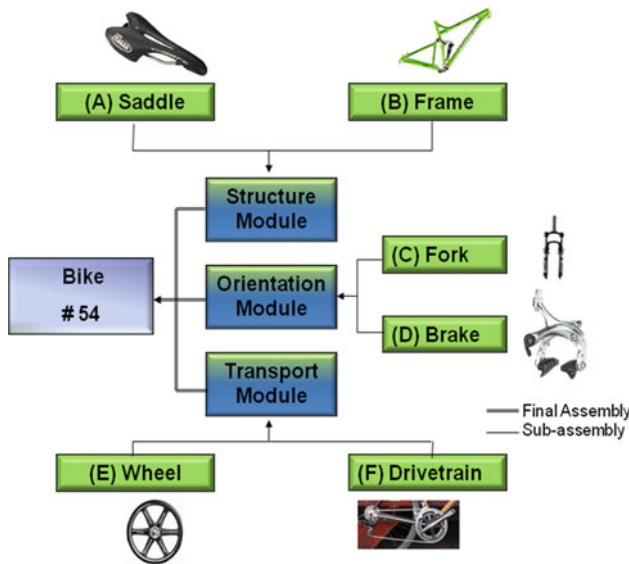 (A) Saddle
(B) Frame
Structure
Module
(C) Fork
Bike
# 54
Orientation
Module
(D) Brake
Transport
Module
Final Assembly
Sub-assembly
(E) Wheel
(F) Drivetrain